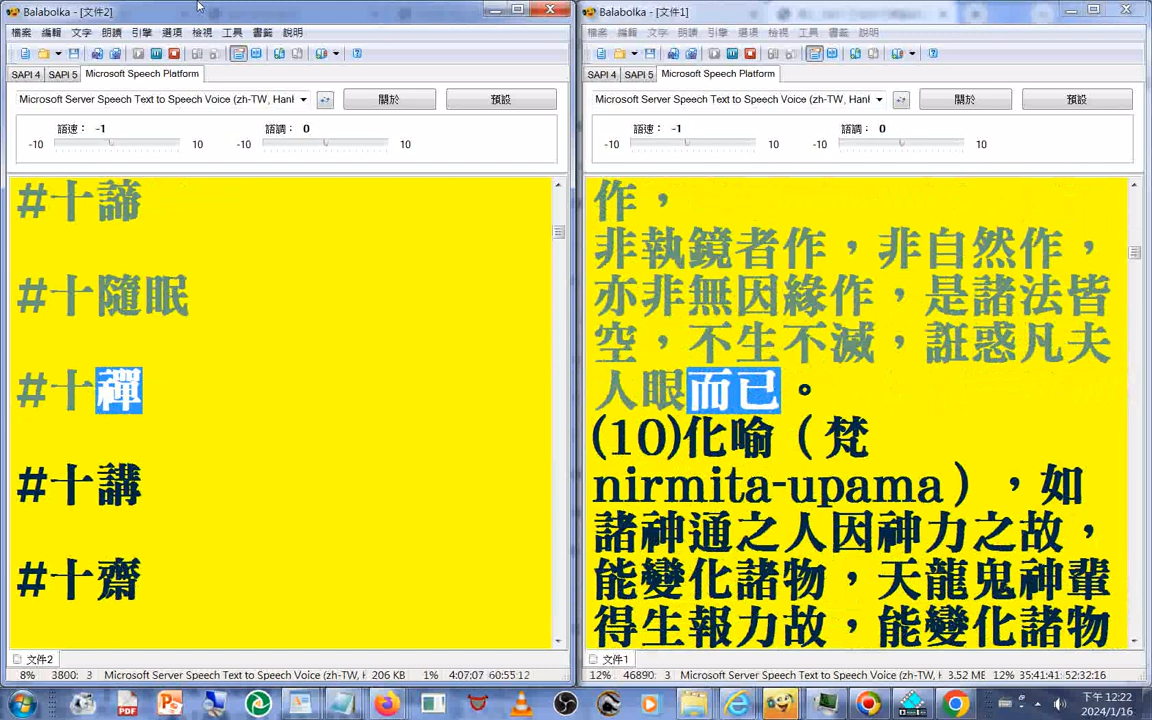 Balabolka - [文件2]
檔案 編輯 文字 朗讀 引擎 選項 檢視 工具 書籤 說明
SAPI 4 SAPI 5 Microsoft Speech Platform
Microsoft Server Speech Text to Speech Voice (zh-TW, Hanl
關於 預設
語速: -1 語調: 0
-10 10 -10 10
#十諦
#十隨眠
#十禪
#十講
#十齋
文件2
8% 3800: 3 Microsoft Server Speech Text to Speech Voice (zh-TW, H 206 KB 1% 4:07:07 60:55:12
Balabolka - [文件1]
檔案 編輯 文字 朗讀 引擎 選項 檢視 工具 書籤 說明
SAPI 4 SAPI 5 Microsoft Speech Platform
Microsoft Server Speech Text to Speech Voice (zh-TW, Hanl
關於 預設
語速: -1 語調: 0
-10 10 -10 10
作，
非執鏡者作，非自然作，
亦非無因緣作，是諸法皆
空，不生不滅，誑惑凡夫
人眼而已。
(10)化喻（梵
nirmita-upama），如
諸神通之人因神力之故，
能變化諸物，天龍鬼神輩
得生報力故，能變化諸物
文件1
12% 46890: 3 Microsoft Server Speech Text to Speech Voice (zh-TW, 3.52 MB 12% 35:41:41 52:32:16
PDF
下午 12:22
2024/1/16